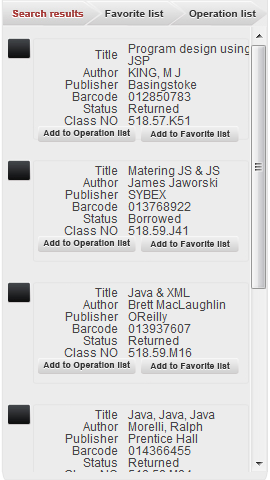 Search results Favorite list Operation list
Title Program design using
JSP
Author KING, M J
Publisher Basingstoke
Barcode 012850783
Status Returned
Class NO 518.57.K51
Add to Operation list Add to Favorite list
Title Matering JS & JS
Author James Jaworski
Publisher SYBEX
Barcode 013768922
Status Borrowed
Class NO 518.59.J41
Add to Operation list Add to Favorite list
Title Java & XML
Author Brett MacLaughlin
Publisher OReilly
Barcode 013937607
Status Returned
Class NO 518.59.M16
Add to Operation list Add to Favorite list
Title Java, Java, Java
Author Morelli, Ralph
Publisher Prentice Hall
Barcode 014366455
Status Returned
Class NO